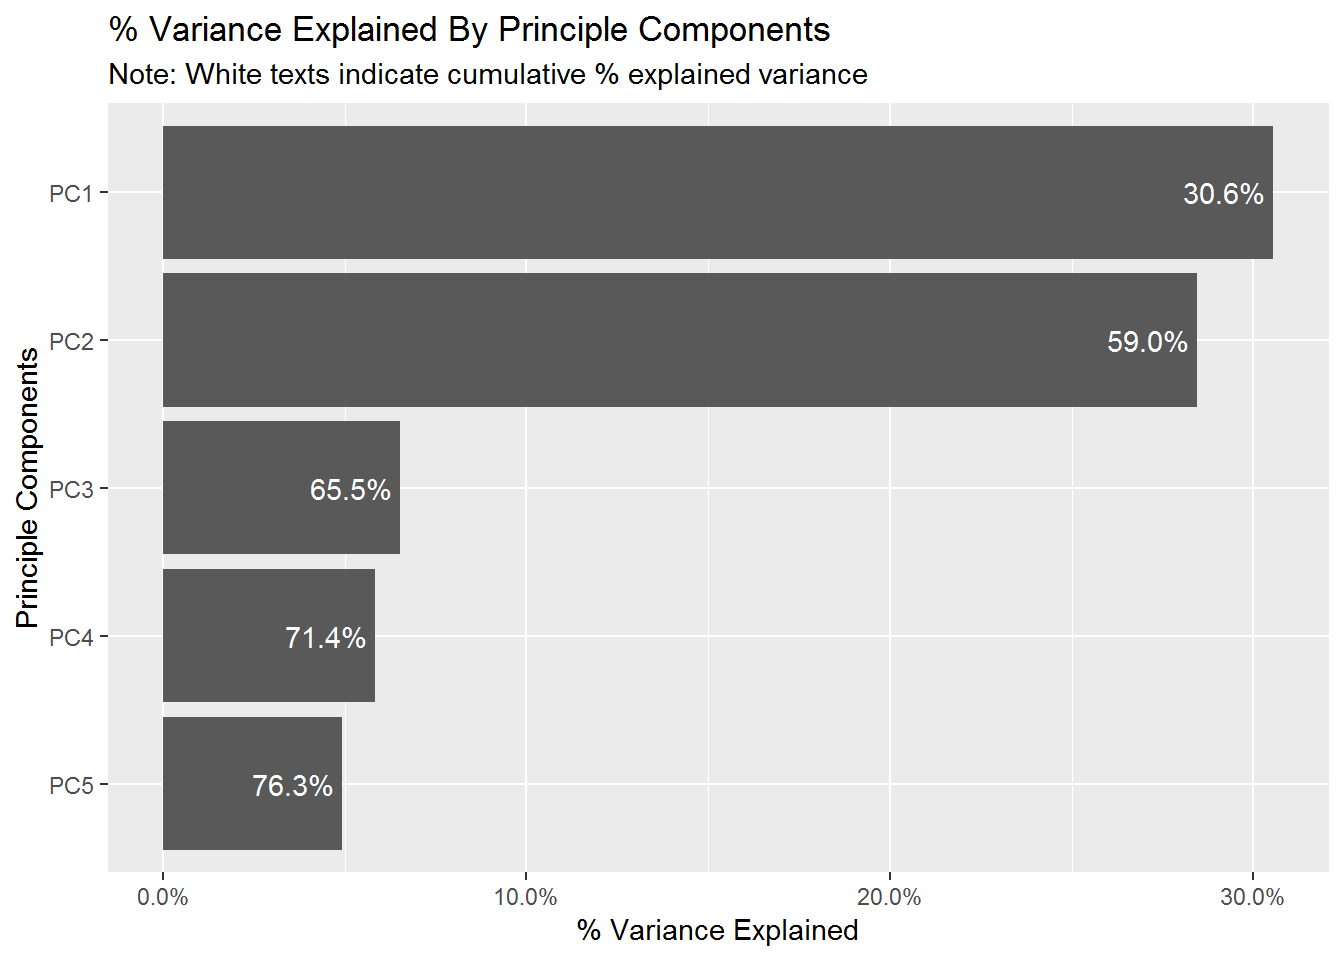 % Variance Explained By Principle Components
Note: White texts indicate cumulative % explained variance
Principle Components
PC1
30.6%
PC2
59.0%
PC3
65.5%
PC4
71.4%
PC5
76.3%
0.0%
10.0%
20.0%
30.0%
% Variance Explained